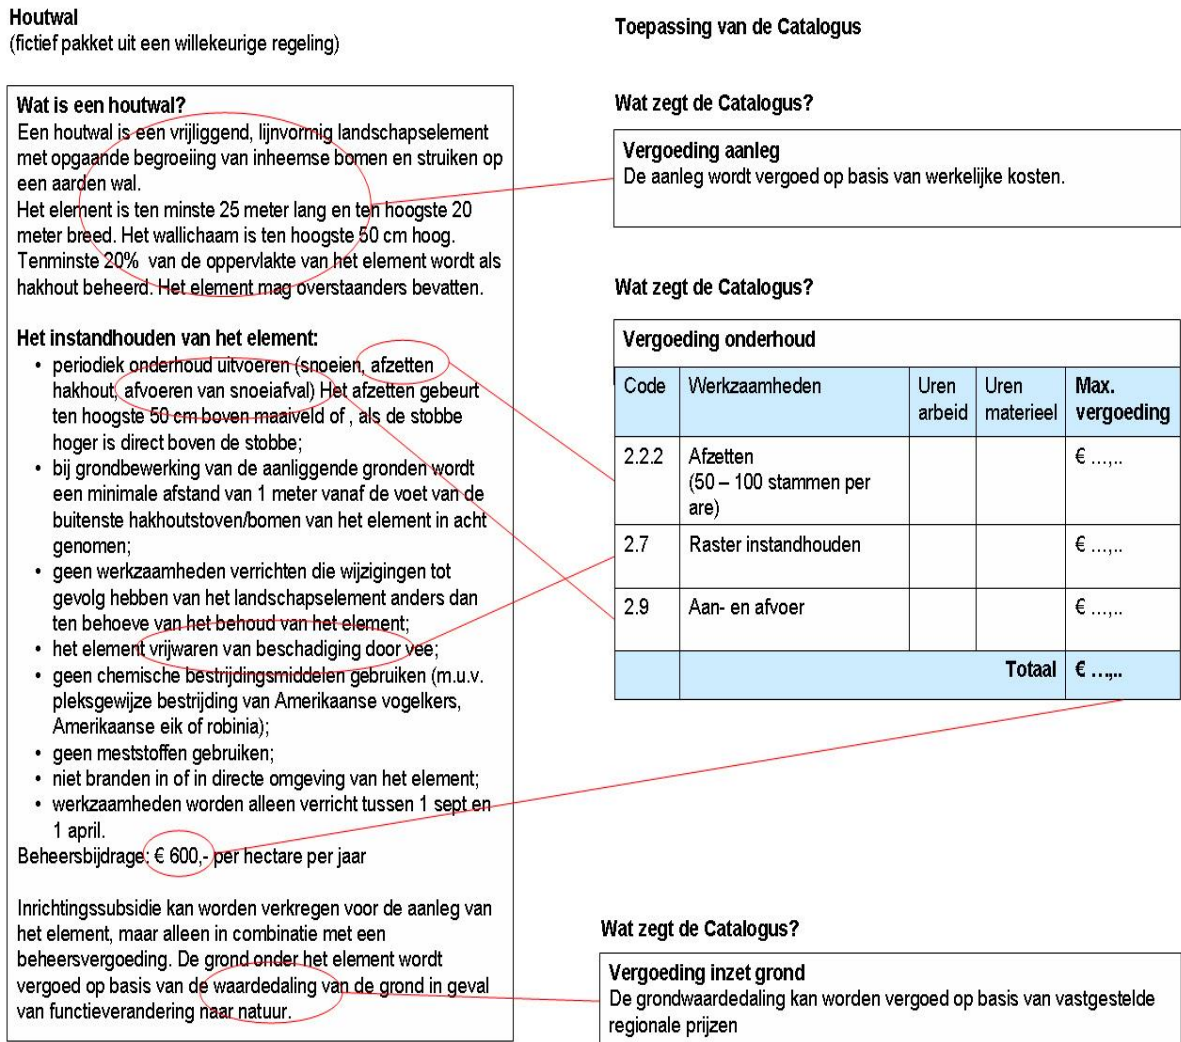 Houtwal
(fictief pakket uit een willekeurige regeling)
Wat is een houtwal?
Een houtwal is een vrijliggend, lijnvormig landschapselement
met opgaande begroeiing van inheemse bomen en struiken op
een aarden wal.
Het element is ten minste 25 meter lang en ten hoogste 20
meter breed. Het wallichaam is ten hoogste 50 cm hoog.
Tenminste 20% van de oppervlakte van het element wordt als
hakhout beheerd. Het element mag overstaanders bevatten.
Het instandhouden van het element:
• periodiek onderhoud uitvoeren (snoeien, afzetten
hakhout, afvoeren van snoeiafval) Het afzetten gebeurt
ten hoogste 50 cm boven maaiveld of , als de stobbe
hoger is direct boven de stobbe;
• bij grondbewerking van de aanliggende gronden wordt
een minimale afstand van 1 meter vanaf de voet van de
buitenste hakhoutstoven/bomen van het element in acht
genomen;
• geen werkzaamheden verrichten die wijzigingen tot
gevolg hebben van het landschapselement anders dan
ten behoeve van het behoud van het element;
• het element vrijwaren van beschadiging door vee;
• geen chemische bestrijdingsmiddelen gebruiken (m.u.v.
pleksgewijze bestrijding van Amerikaanse vogelkers,
Amerikaanse eik of robinia);
• geen meststoffen gebruiken;
• niet branden in of in directe omgeving van het element;
• werkzaamheden worden alleen verricht tussen 1 sept en
1 april.
Beheersbijdrage: € 600,- per hectare per jaar
Inrichtingssubsidie kan worden verkregen voor de aanleg van
het element, maar alleen in combinatie met een
beheersvergoeding. De grond onder het element wordt
vergoed op basis van de waardedaling van de grond in geval
van functieverandering naar natuur.
Toepassing van de Catalogus
Wat zegt de Catalogus?
Vergoeding aanleg
De aanleg wordt vergoed op basis van werkelijke kosten.
Wat zegt de Catalogus?
Vergoeding onderhoud
Code Werkzaamheden Uren arbeid Uren materieel Max. vergoeding
2.2.2 Afzetten € ...,..
(50 – 100 stammen per
are)
2.7 Raster instandhouden € ...,..
2.9 Aan- en afvoer € ...,..
Totaal € ...,..
Wat zegt de Catalogus?
Vergoeding inzet grond
De grondwaardedaling kan worden vergoed op basis van vastgestelde
regionale prijzen